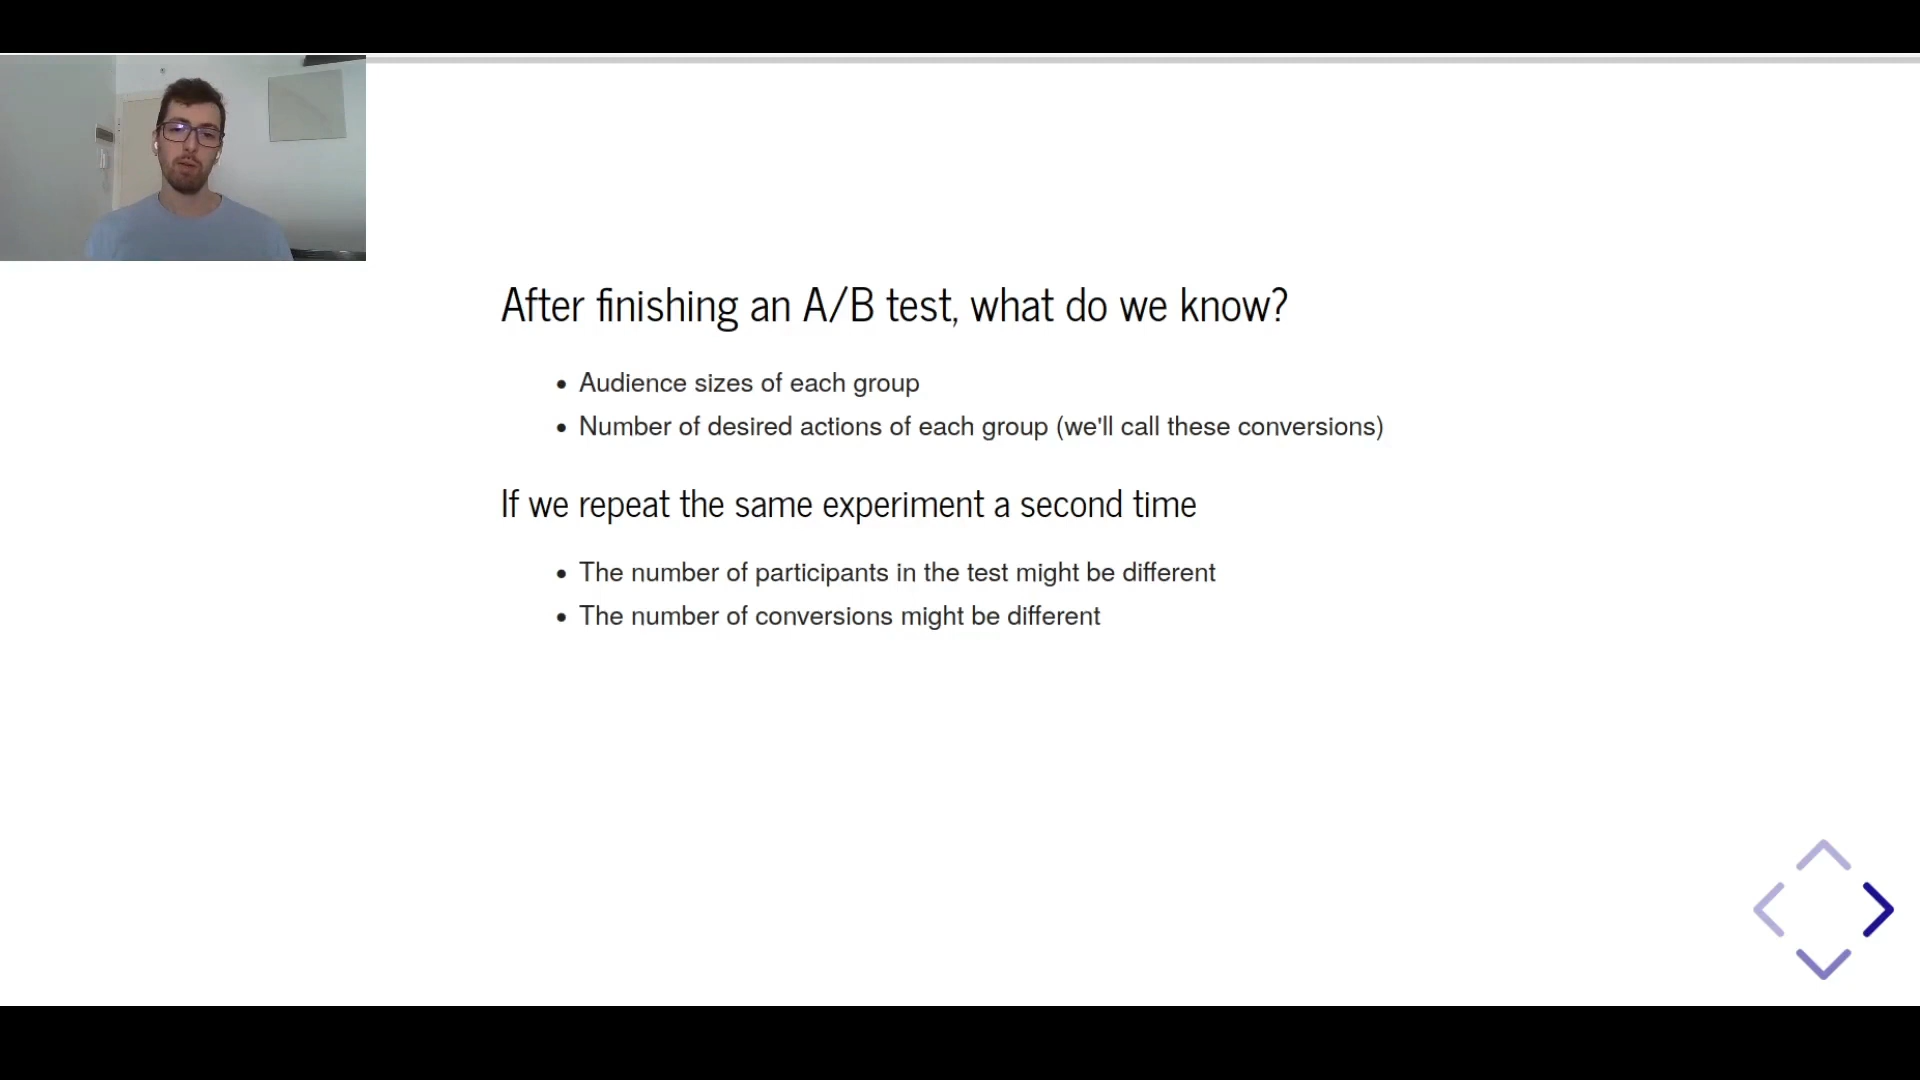 After finishing an A/B test, what do we know?
Audience sizes of each group
Number of desired actions of each group (we'll call these conversions)
If we repeat the same experiment a second time
The number of participants in the test might be different
The number of conversions might be different